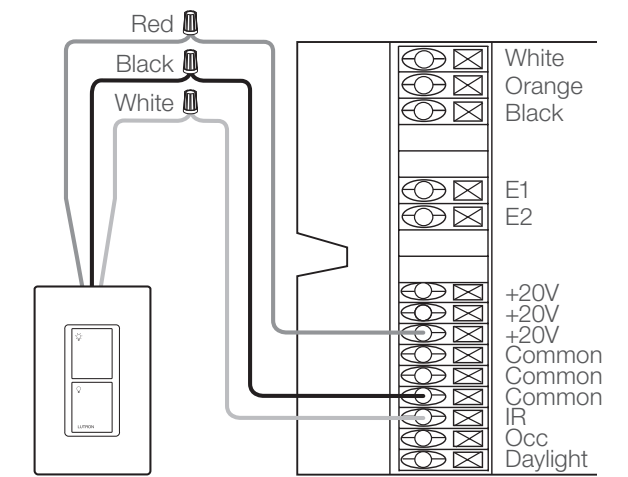 Red
Black
White
White
Orange
Black
E1
E2
+20V
+20V
+20V
Common
Common
Common
IR
Occ
Daylight
LUTRON